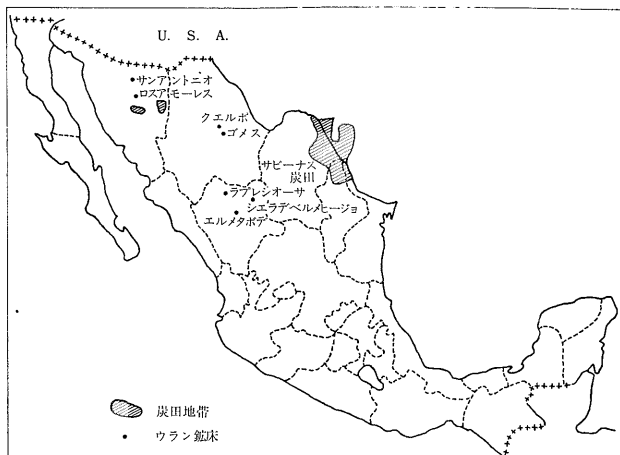 U. S. A.
サンアントニオ
ロスアモーレス
クエルボ
ゴメス
サビーナス
炭田
ラプレシオーサ
シエラデベルメヒージョ
エルメタボデ
炭田地帯
ウラン鉱床